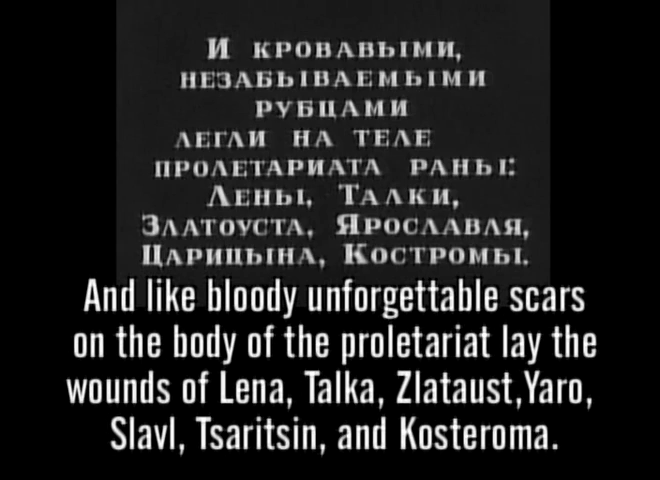 И КРОВАВЫМИ,
НЕЗАБЫВАЕМЫМИ
РУБЦАМИ
ЛЕГЛИ НА ТЕЛЕ
ПРОЛЕТАРИАТА РАНЫ:
ЛЕНЫ, ТАЛКИ,
ЗЛАТОУСТА, ЯРОСЛАВЛЯ,
ЦАРИЦЫНА, КОСТРОМЫ.
And like bloody unforgettable scars
on the body of the proletariat lay the
wounds of Lena, Talka, Zlataust,Yaro,
Slavl, Tsaritsin, and Kosteroma.